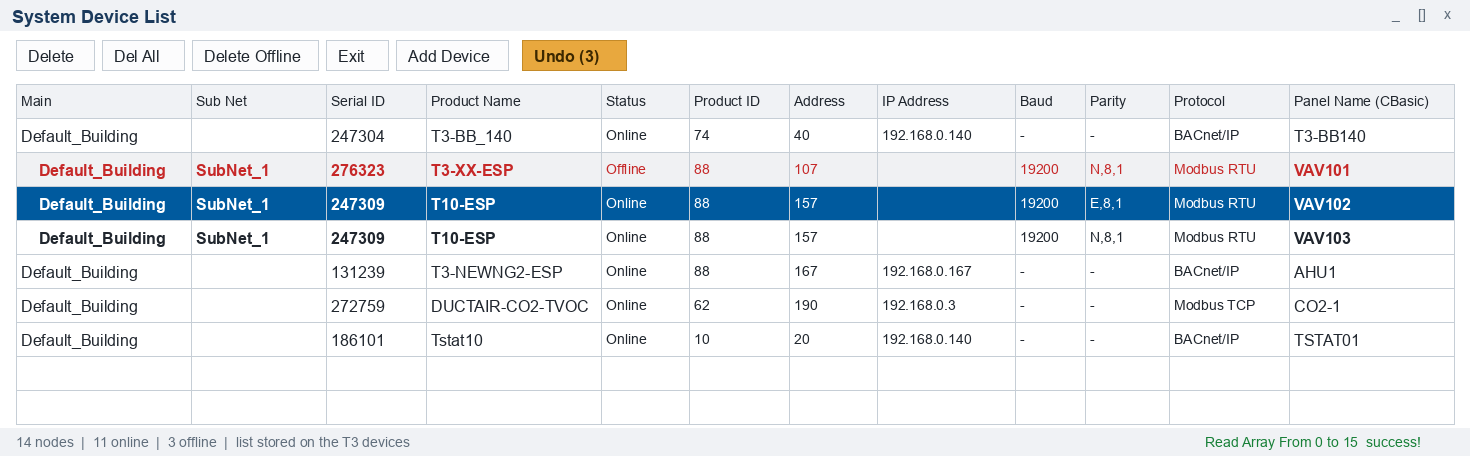 System Device List _ [] x
Delete Del All Delete Offline Exit Add Device Undo (3)
Main Sub Net Serial ID Product Name Status Product ID Address IP Address Baud Parity Protocol Panel Name (CBasic)
Default_Building 247304 T3-BB_140 Online 74 40 192.168.0.140 - - BACnet/IP T3-BB140
Default_Building SubNet_1 276323 T3-XX-ESP Offline 88 107 19200 N,8,1 Modbus RTU VAV101
Default_Building SubNet_1 247309 T10-ESP Online 88 157 19200 E,8,1 Modbus RTU VAV102
Default_Building SubNet_1 247309 T10-ESP Online 88 157 19200 N,8,1 Modbus RTU VAV103
Default_Building 131239 T3-NEWNG2-ESP Online 88 167 192.168.0.167 - - BACnet/IP AHU1
Default_Building 272759 DUCTAIR-CO2-TVOC Online 62 190 192.168.0.3 - - Modbus TCP CO2-1
Default_Building 186101 Tstat10 Online 10 20 192.168.0.140 - - BACnet/IP TSTAT01
14 nodes | 11 online | 3 offline | list stored on the T3 devices Read Array From 0 to 15 success!